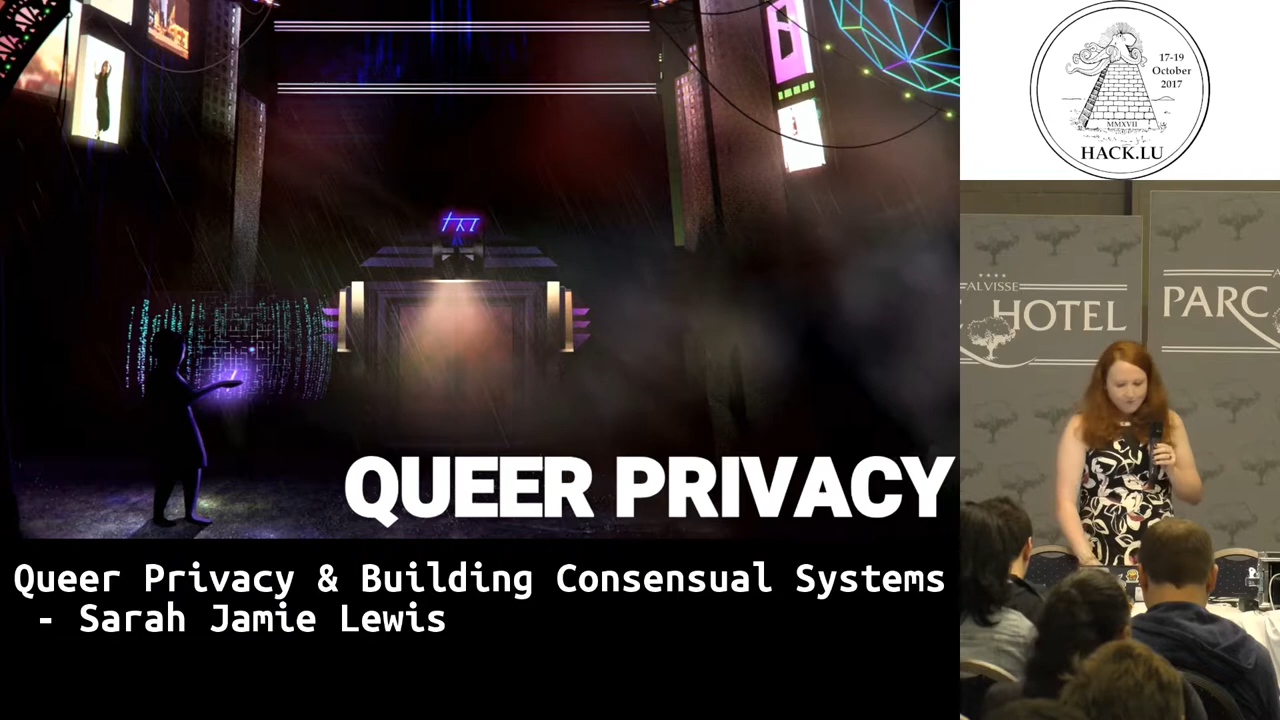 QUEER PRIVACY
Queer Privacy & Building Consensual Systems
- Sarah Jamie Lewis
17-19
October
2017
MMXVII
HACK.LU
ALVISSE
HOTEL
PARC